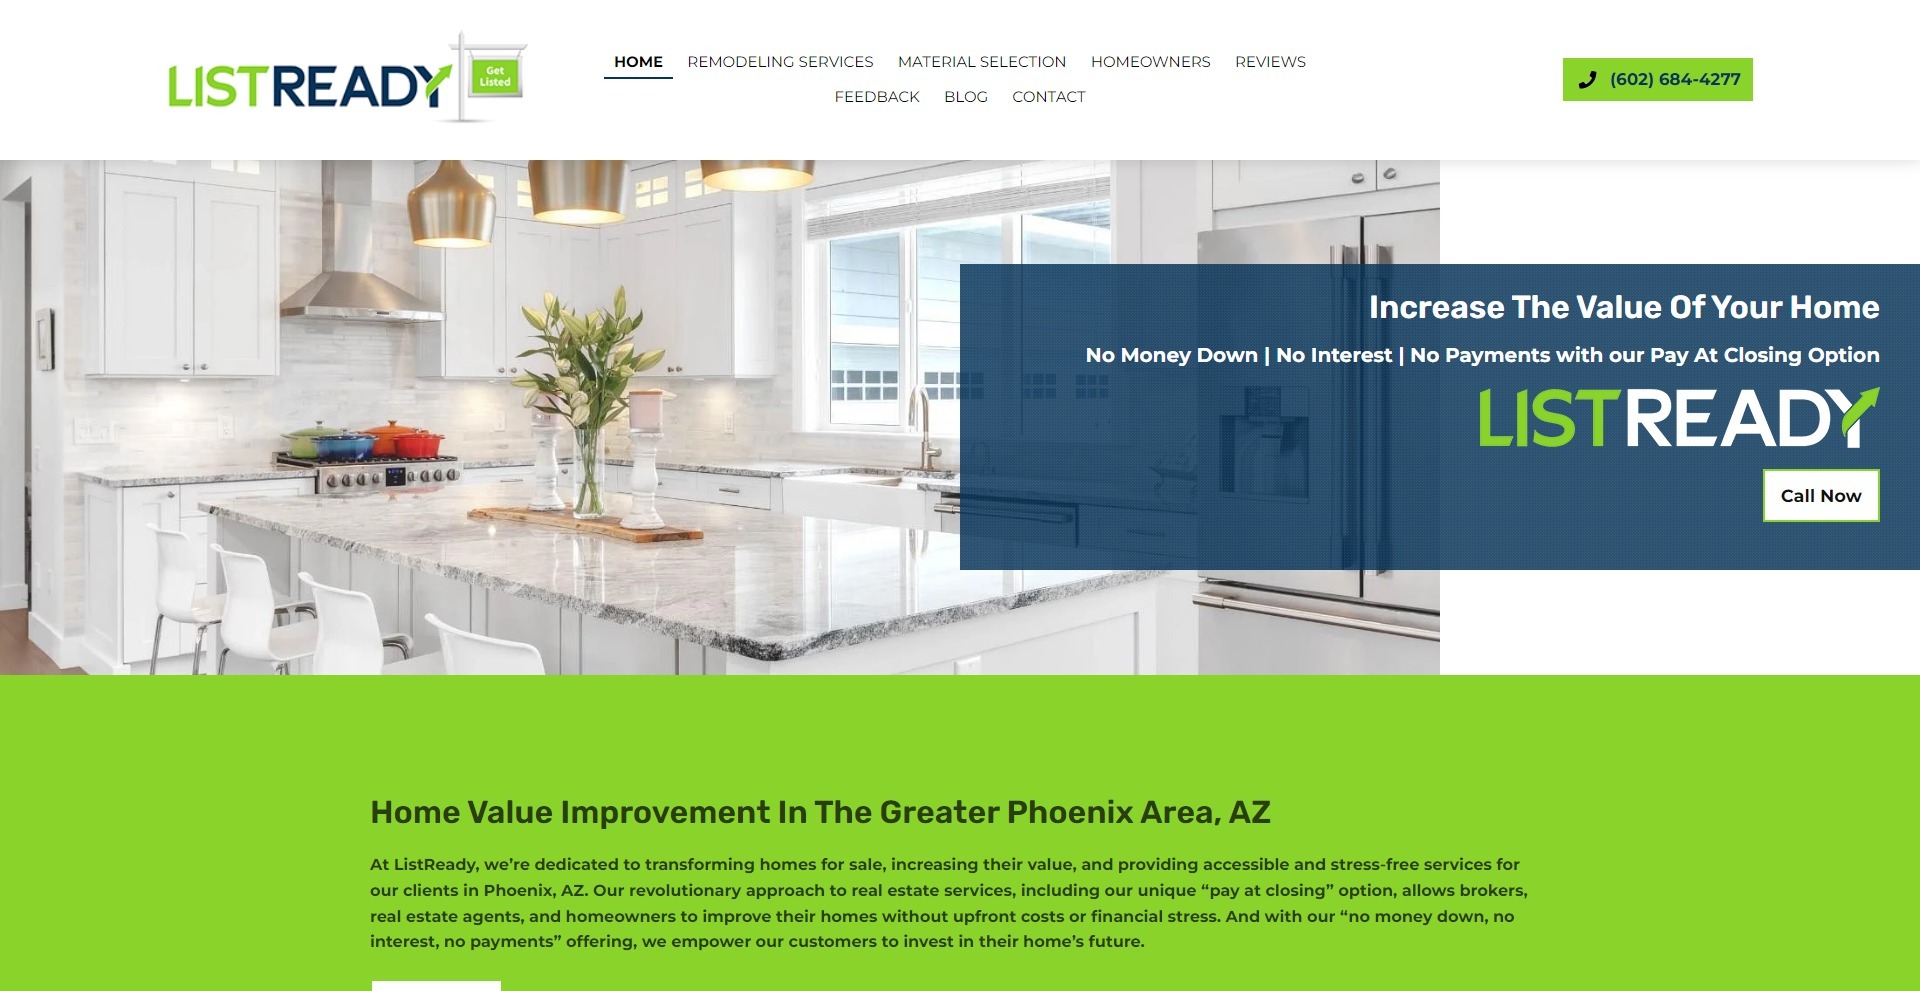 LISTREADY
Get
Listed
HOME REMODELING SERVICES MATERIAL SELECTION HOMEOWNERS REVIEWS
FEEDBACK BLOG CONTACT
(602) 684-4277
Increase The Value Of Your Home
No Money Down | No Interest | No Payments with our Pay At Closing Option
LISTREADY
Call Now
Home Value Improvement In The Greater Phoenix Area, AZ
At ListReady, we’re dedicated to transforming homes for sale, increasing their value, and providing accessible and stress-free services for
our clients in Phoenix, AZ. Our revolutionary approach to real estate services, including our unique “pay at closing” option, allows brokers,
real estate agents, and homeowners to improve their homes without upfront costs or financial stress. And with our “no money down, no
interest, no payments” offering, we empower our customers to invest in their home’s future.